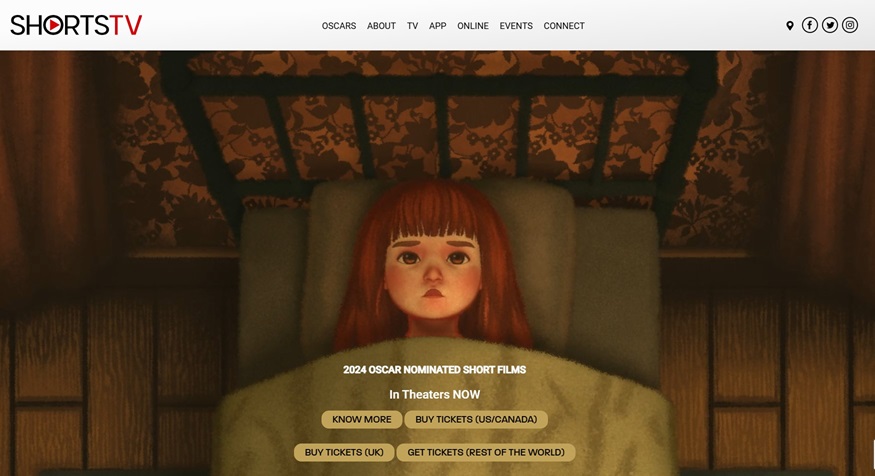 SHORTSTV
OSCARS ABOUT TV APP ONLINE EVENTS CONNECT
2024 OSCAR NOMINATED SHORT FILMS
In Theaters NOW
KNOW MORE BUY TICKETS (US/CANADA)
BUY TICKETS (UK) GET TICKETS (REST OF THE WORLD)